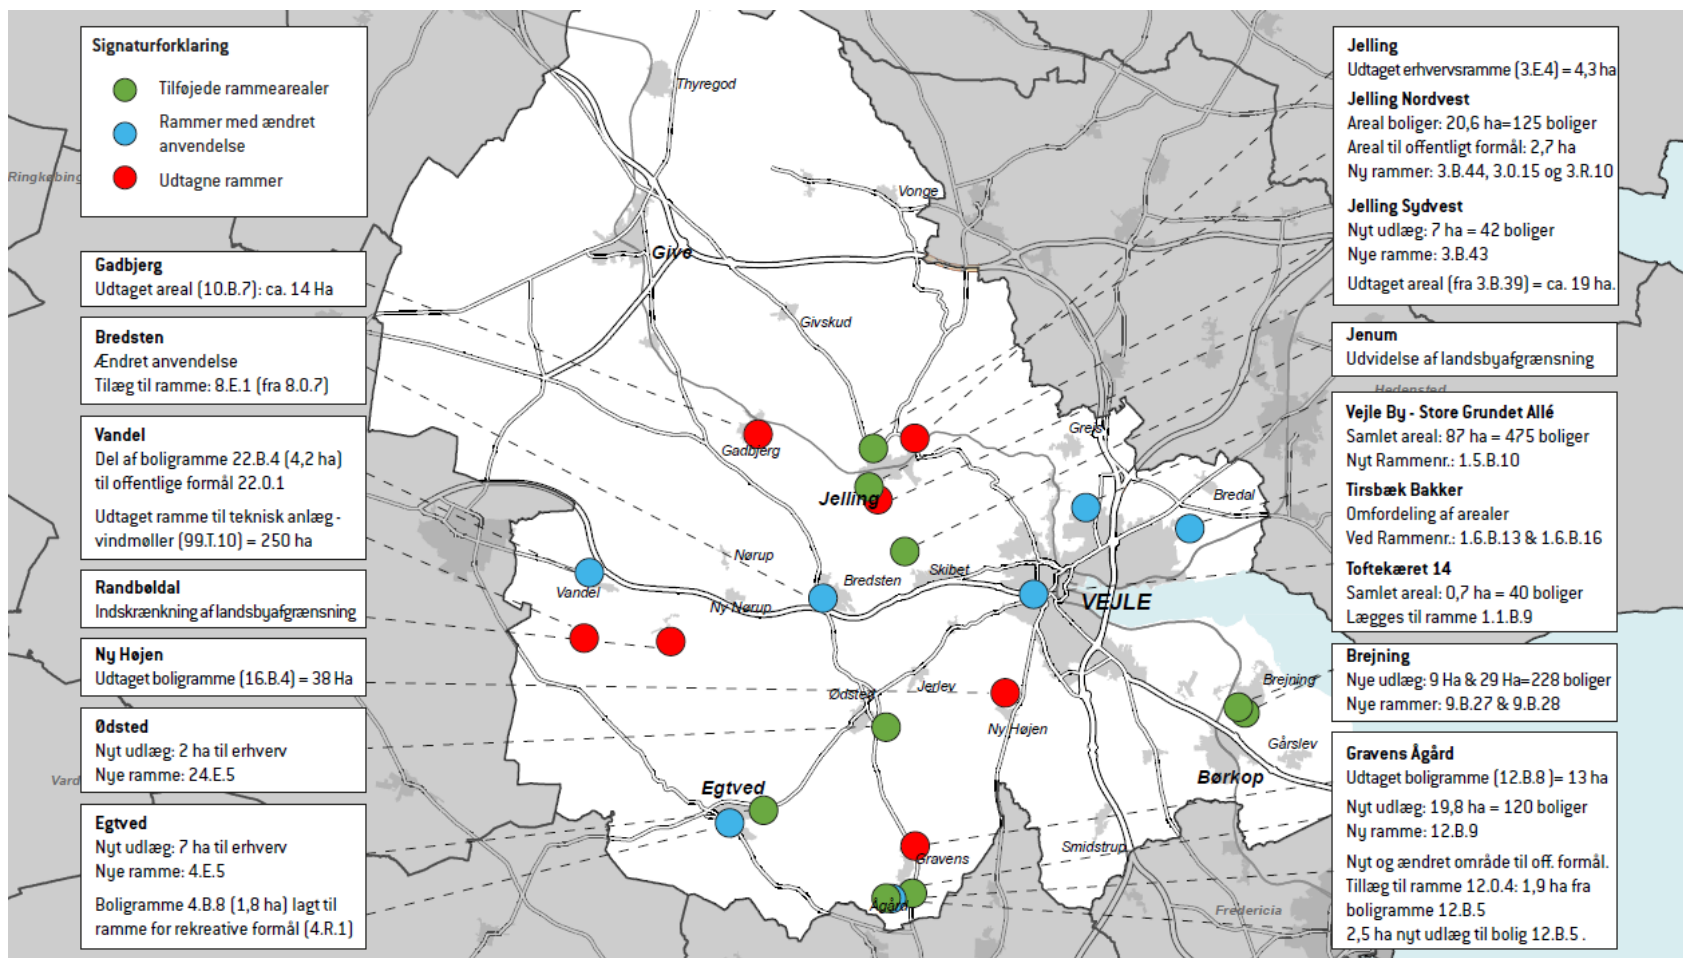 Signaturforklaring
Tilføjede rammearealer
Rammer med ændret
anvendelse
Udtagne rammer
Gadbjerg
Udtaget areal (10.B.7): ca. 14 Ha
Bredsten
Ændret anvendelse
Tilæg til ramme: 8.E.1 (fra 8.0.7)
Vandel
Del af boligramme 22.B.4 (4,2 ha)
til offentlige formål 22.0.1
Udtaget ramme til teknisk anlæg -
vindmøller (99.T.10) = 250 ha
Randbøldal
Indskrænkning af landsbyafgrænsning
Ny Højen
Udtaget boligramme (16.B.4) = 38 Ha
Ødsted
Nyt udlæg: 2 ha til erhverv
Nye ramme: 24.E.5
Egtved
Nyt udlæg: 7 ha til erhverv
Nye ramme: 4.E.5
Boligramme 4.B.8 (1,8 ha) lagt til
ramme for rekreative formål (4.R.1)
Ringkøbing
Vard
Thyregod
Vonge
Give
Givskud
Gadbjerg
Jelling
Grejs
Bredal
Hedensted
Nørup
Vandel
Ny Nørup
Bredsten
Skibet
VEJLE
Ødsted
Jerlev
Ny Højen
Brejning
Gårslev
Børkop
Egtved
Gravens
Ågård
Smidstrup
Fredericia
Jelling
Udtaget erhvervsramme (3.E.4) = 4,3 ha
Jelling Nordvest
Areal boliger: 20,6 ha=125 boliger
Areal til offentligt formål: 2,7 ha
Ny rammer: 3.B.44, 3.0.15 og 3.R.10
Jelling Sydvest
Nyt udlæg: 7 ha = 42 boliger
Nye ramme: 3.B.43
Udtaget areal (fra 3.B.39) = ca. 19 ha.
Jenum
Udvidelse af landsbyafgrænsning
Vejle By - Store Grundet Allé
Samlet areal: 87 ha = 475 boliger
Nyt Rammenr.: 1.5.B.10
Tirsbæk Bakker
Omfordeling af arealer
Ved Rammenr.: 1.6.B.13 & 1.6.B.16
Toftekæret 14
Samlet areal: 0,7 ha = 40 boliger
Lægges til ramme 1.1.B.9
Brejning
Nye udlæg: 9 Ha & 29 Ha=228 boliger
Nye rammer: 9.B.27 & 9.B.28
Gravens Ågård
Udtaget boligramme (12.B.8 )= 13 ha
Nyt udlæg: 19,8 ha = 120 boliger
Ny ramme: 12.B.9
Nyt og ændret område til off. formål.
Tillæg til ramme 12.0.4: 1,9 ha fra
boligramme 12.B.5
2,5 ha nyt udlæg til bolig 12.B.5 .